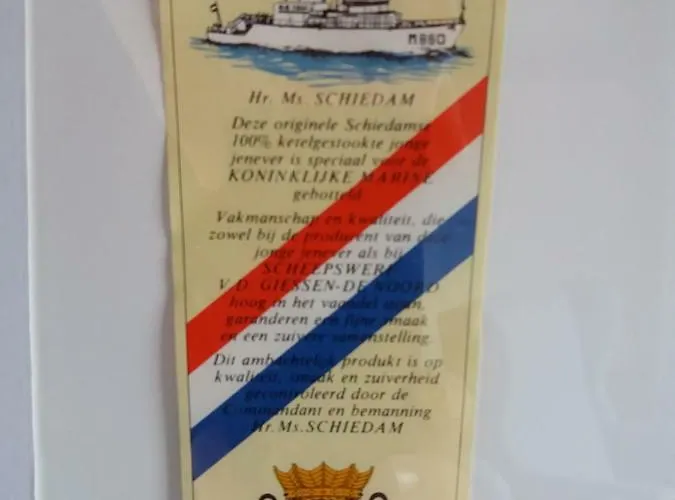 M860
Hr. Ms. SCHIEDAM
Deze originele Schiedamse
100% ketelgestookte jonge
jenever is speciaal voor de
KONINKLIJKE MARINE
gebotteld.
Vakmanschap en kwaliteit, die
zowel bij de producent van deze
jonge jenever als bij
SCHEEPSWERF
V.D. GIESSEN-DE NOORD
hoog in het vaandel staan,
garanderen een fijne smaak
en een zuivere samenstelling.
Dit ambachtelijk produkt is op
kwaliteit, smaak en zuiverheid
gecontroleerd door de
Commandant en bemanning
Hr. Ms. SCHIEDAM